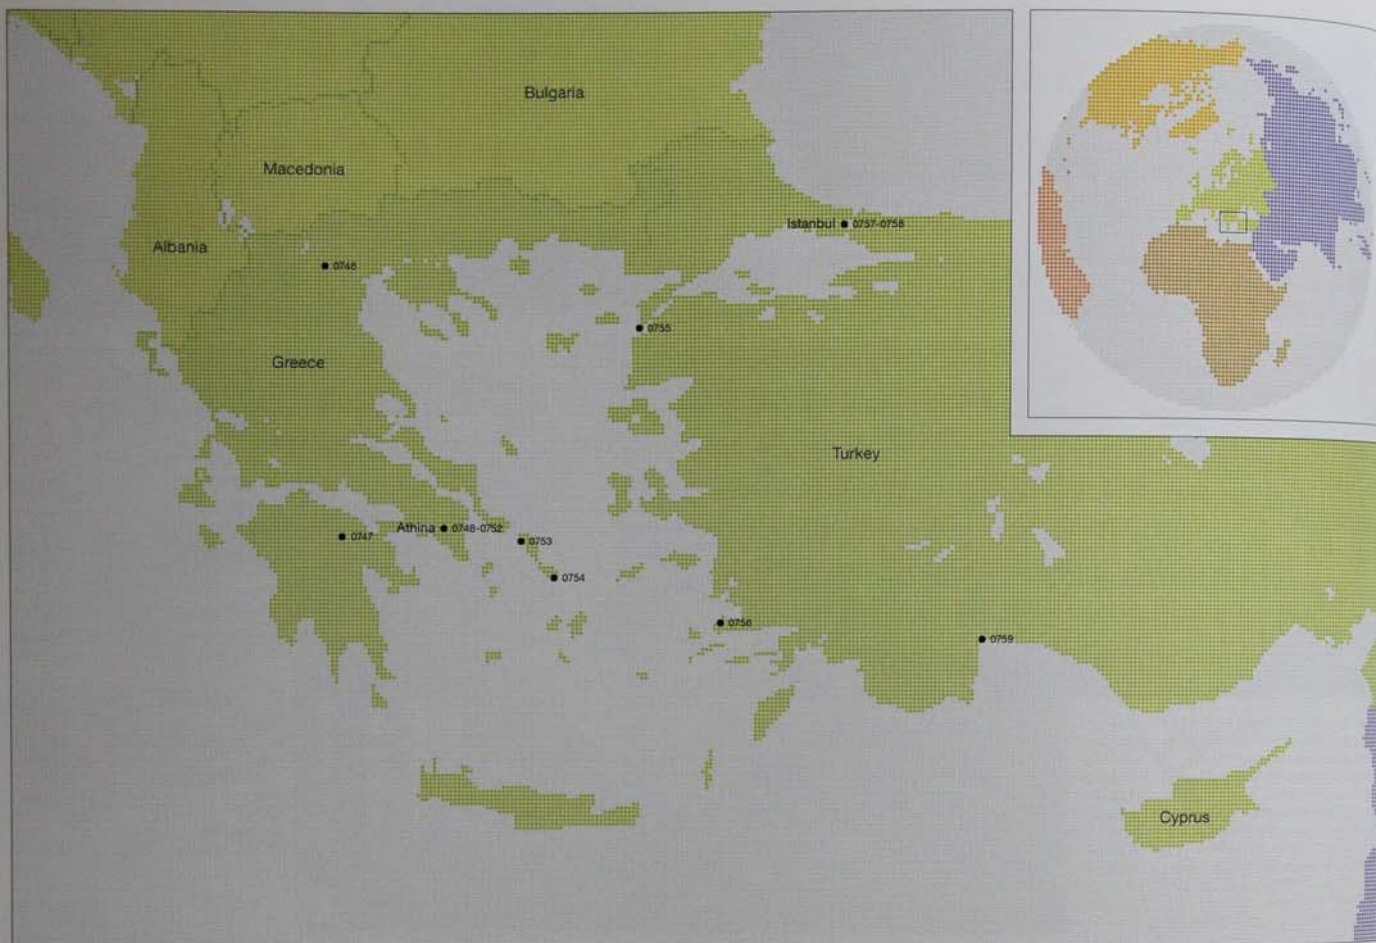 Bulgaria
Macedonia
Istanbul 0757-0758
Albania
0746
0755
Greece
Turkey
Athina 0748-0752
0747
0753
0754
0756
0759
Cyprus